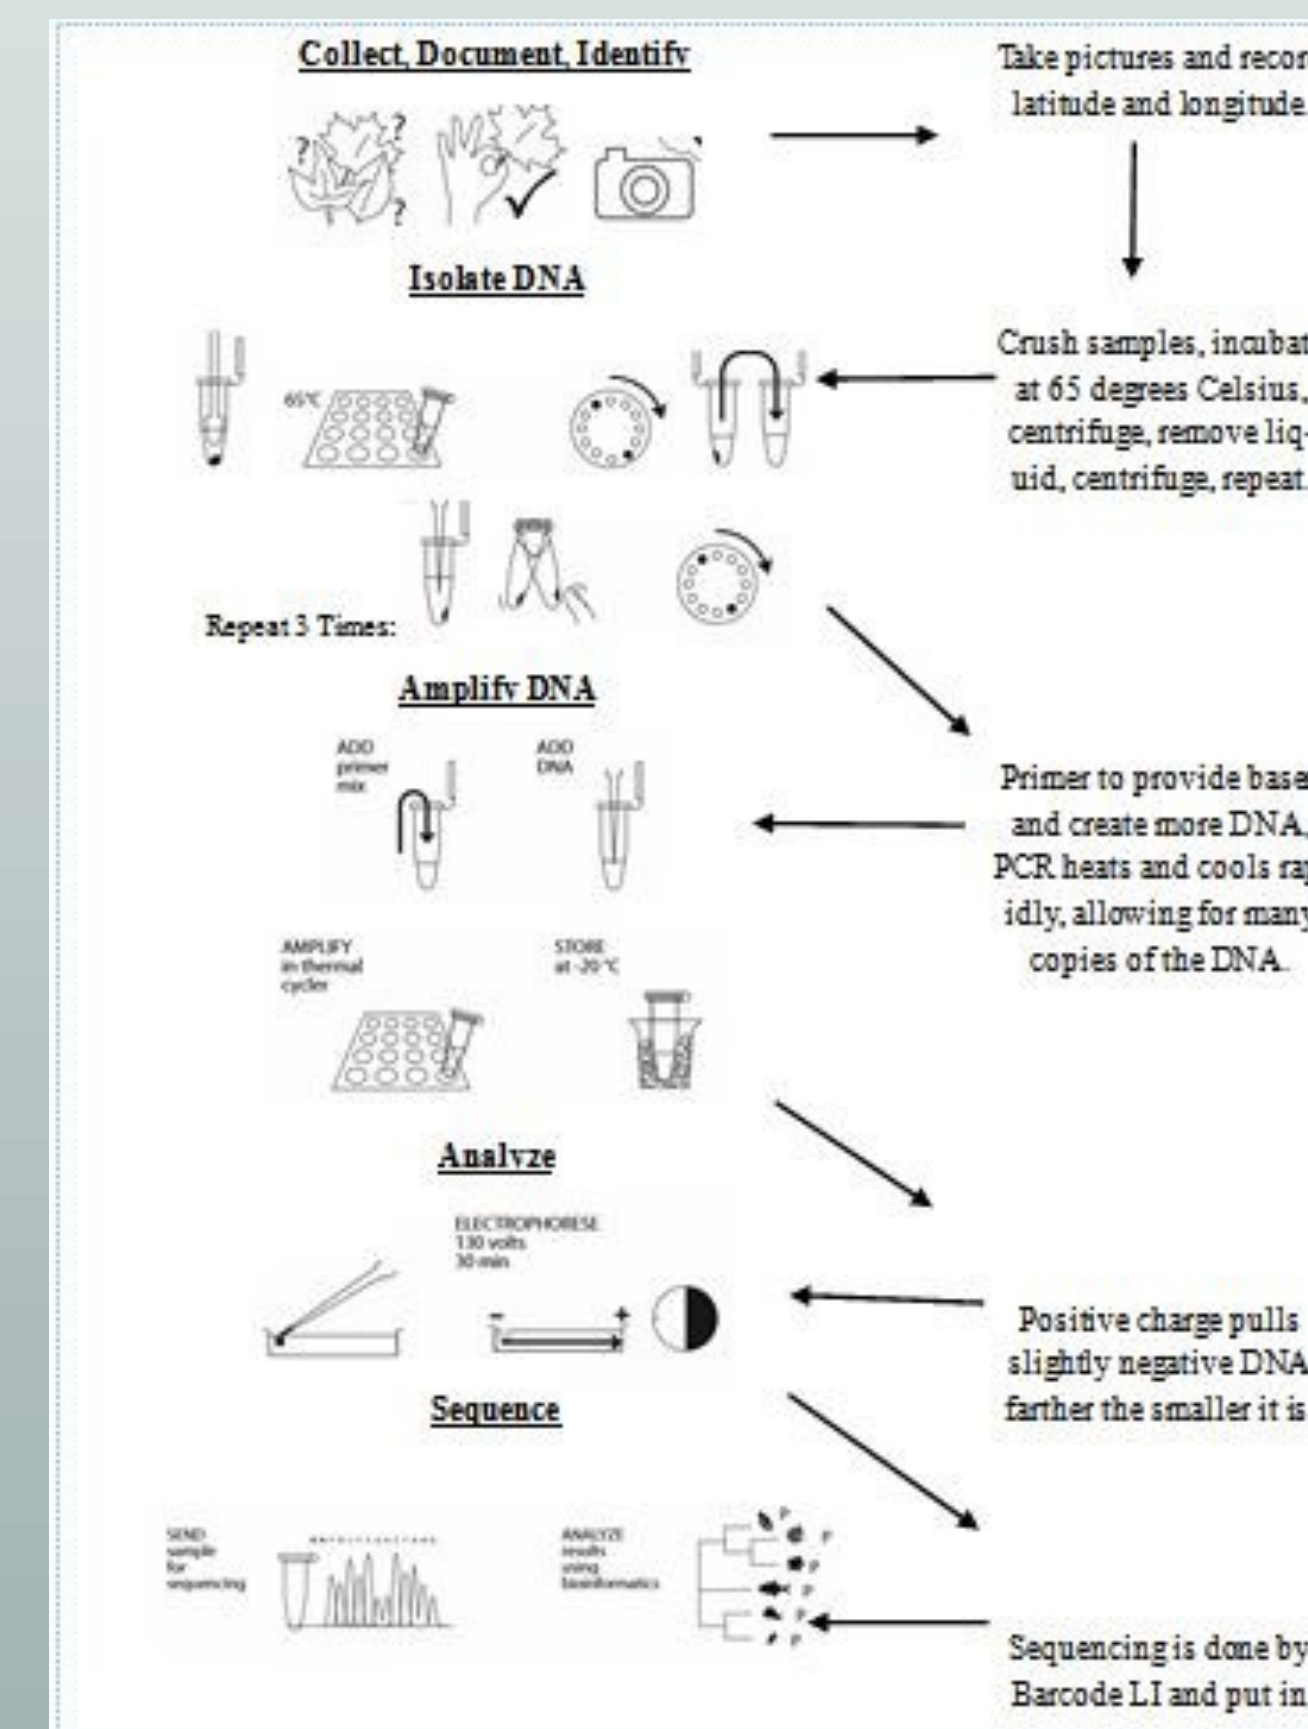 Collect, Document, Identify
Take pictures and recor
latitude and longitude.
?
?
?
Isolate DNA
65°C
Crush samples, incubat
at 65 degrees Celsius,
centrifuge, remove liq-
uid, centrifuge, repeat.
Repeat 3 Times:
Amplify DNA
ADD
primer
mix
ADD
DNA
Primer to provide base
and create more DNA,
PCR heats and cools rap
idly, allowing for many
copies of the DNA.
AMPLIFY
in thermal
cycler
STORE
at -20 °C
Analyze
ELECTROPHORESE
130 volts
30 min
- +
Positive charge pulls
slightly negative DNA
farther the smaller it is
Sequence
SEND
sample
for
sequencing
ANALYZE
results
using
bioinformatics
P
P
P
P
P
P
Sequencing is done by
Barcode LI and put in